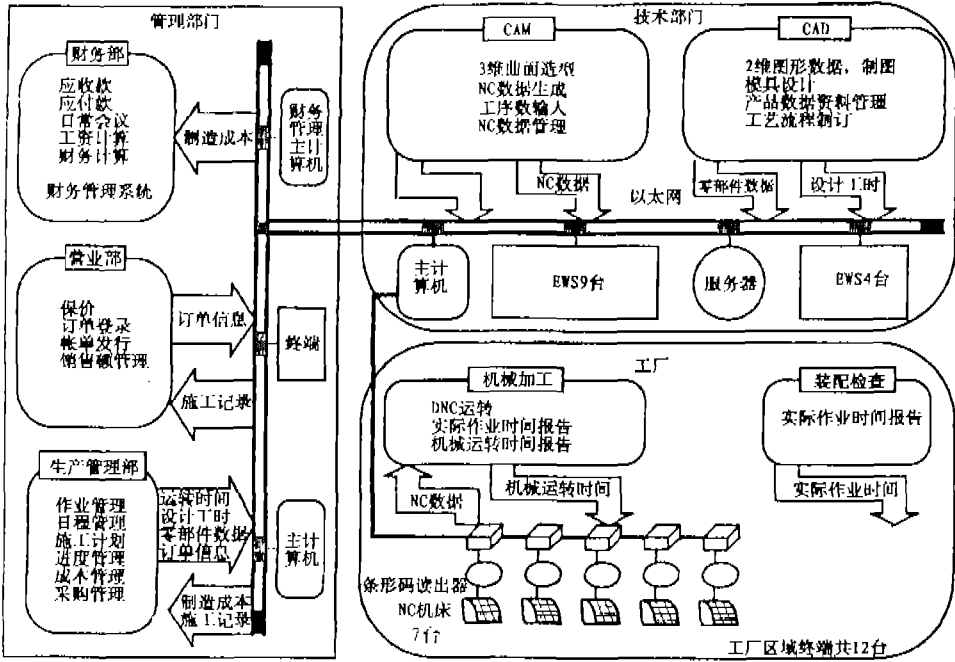 管理部门
财务部
应收款
应付款
日常会议
工资计算
财务计算
财务管理系统
制造成本
财务
管理
主计
算机
营业部
保价
订单登录
帐单发行
销售额管理
订单信息
施工记录
终端
生产管理部
作业管理
日程管理
施工计划
进度管理
成本管理
采购管理
运转时间
设计工时
零部件数据
订单信息
制造成本
施工记录
主计
算机
技术部门
CAM
3维曲面造型
NC数据生成
工序数输入
NC数据管理
NC数据
CAD
2维图形数据，制图
模具设计
产品数据资料管理
工艺流程制订
零部件数据
设计工时
以太网
主计
算机
EWS9台
服务器
EWS4台
工厂
机械加工
DNC运转
实际作业时间报告
机械运转时间报告
NC数据
机械运转时间
装配检查
实际作业时间报告
实际作业时间
条形码读出器
NC机床
工厂区域终端共12台